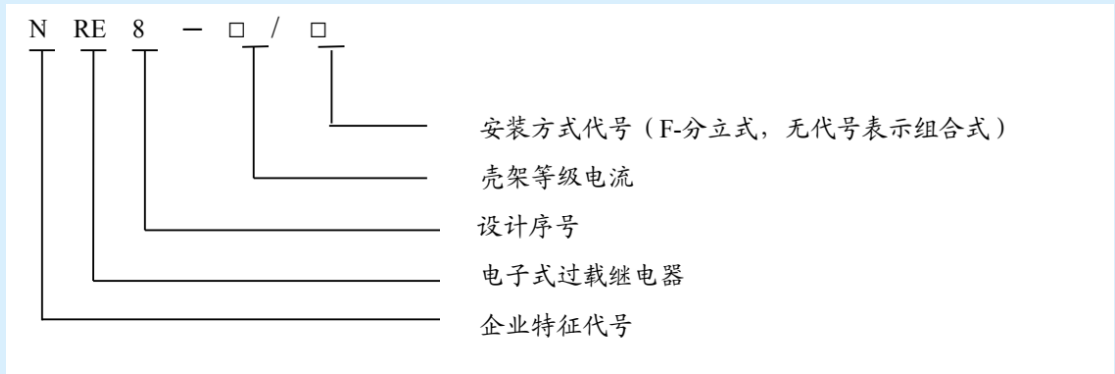 N RE 8 — □ / □
安装方式代号（F-分立式，无代号表示组合式）
壳架等级电流
设计序号
电子式过载继电器
企业特征代号